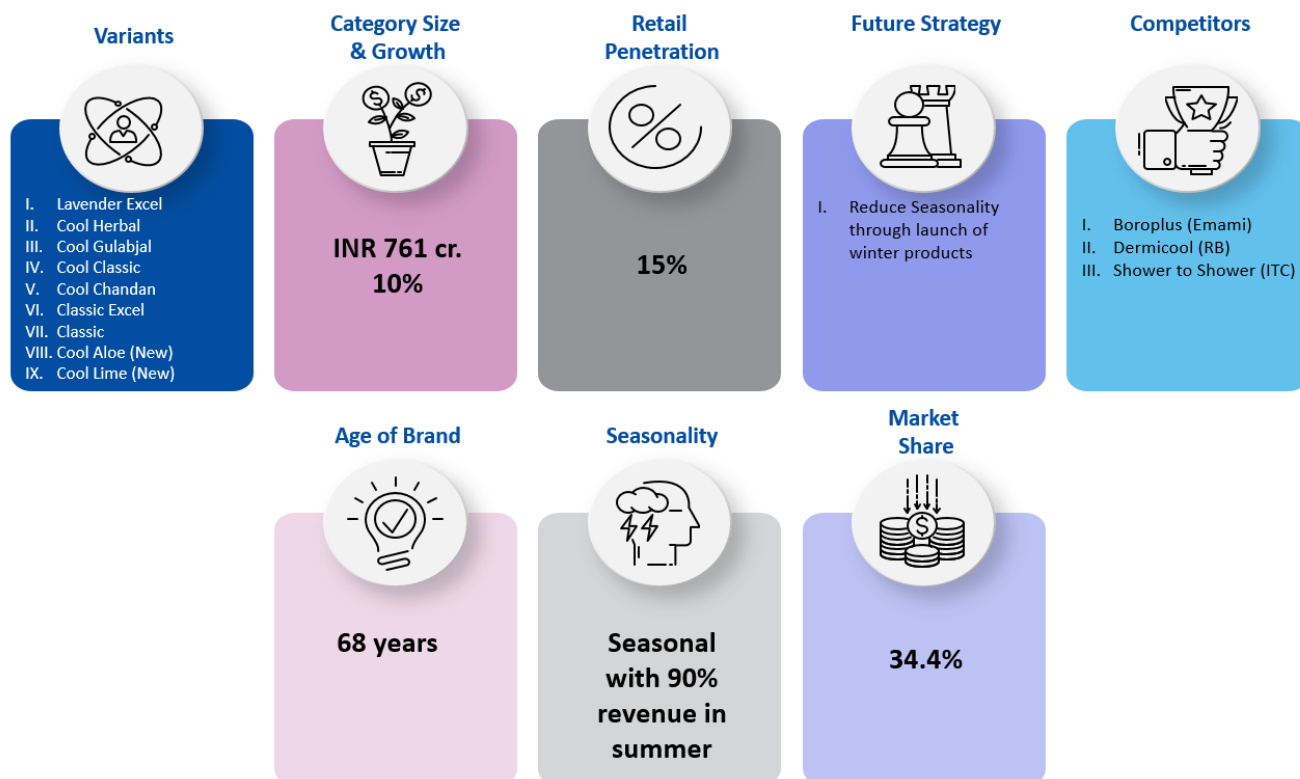 Variants
I. Lavender Excel
II. Cool Herbal
III. Cool Gulabjal
IV. Cool Classic
V. Cool Chandan
VI. Classic Excel
VII. Classic
VIII. Cool Aloe (New)
IX. Cool Lime (New)
Category Size
& Growth
INR 761 cr.
10%
Retail
Penetration
15%
Future Strategy
I. Reduce Seasonality
through launch of
winter products
Competitors
I. Boroplus (Emami)
II. Dermicool (RB)
III. Shower to Shower (ITC)
Age of Brand
68 years
Seasonality
Seasonal
with 90%
revenue in
summer
Market
Share
34.4%